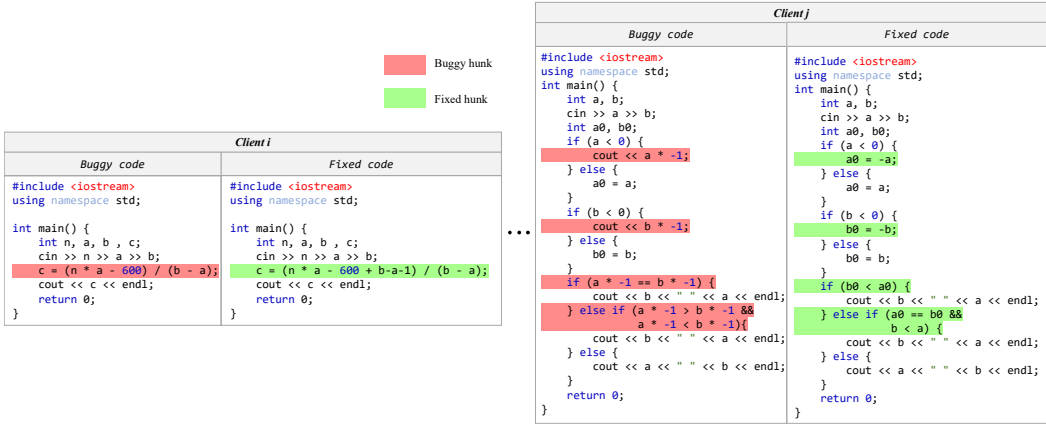 Buggy hunk
Fixed hunk
Client i
Buggy code
Fixed code
#include <iostream>
using namespace std;
int main() {
    int n, a, b , c;
    cin >> n >> a >> b;
    c = (n * a - 600) / (b - a);
    cout << c << endl;
    return 0;
}
#include <iostream>
using namespace std;
int main() {
    int n, a, b , c;
    cin >> n >> a >> b;
    c = (n * a - 600 + b-a-1) / (b - a);
    cout << c << endl;
    return 0;
}
...
Client j
Buggy code
Fixed code
#include <iostream>
using namespace std;
int main() {
    int a, b;
    cin >> a >> b;
    int a0, b0;
    if (a < 0) {
        cout << a * -1;
    } else {
        a0 = a;
    }
    if (b < 0) {
        cout << b * -1;
    } else {
        b0 = b;
    }
    if (a * -1 == b * -1) {
        cout << b << " " << a << endl;
    } else if (a * -1 > b * -1 &&
               a * -1 < b * -1){
        cout << b << " " << a << endl;
    } else {
        cout << a << " " << b << endl;
    }
    return 0;
}
#include <iostream>
using namespace std;
int main() {
    int a, b;
    cin >> a >> b;
    int a0, b0;
    if (a < 0) {
        a0 = -a;
    } else {
        a0 = a;
    }
    if (b < 0) {
        b0 = -b;
    } else {
        b0 = b;
    }
    if (b0 < a0) {
        cout << b << " " << a << endl;
    } else if (a0 == b0 &&
               b < a) {
        cout << b << " " << a << endl;
    } else {
        cout << a << " " << b << endl;
    }
    return 0;
}